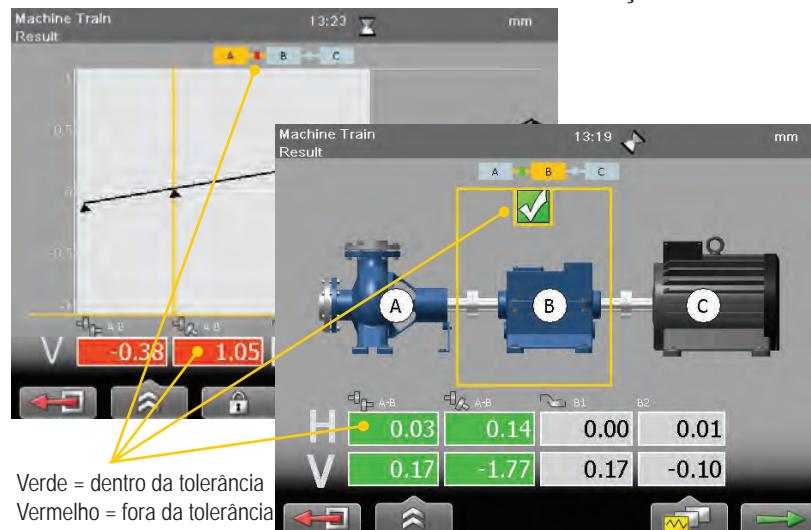 Machine Train
Result
13:23
mm
A B C
1
0,5
0
-0,5
-1
A-B A-B
V -0.38 1.05
Machine Train
Result
13:19
mm
A B C
A B C
A-B A-B B1 B2
H 0.03 0.14 0.00 0.01
V 0.17 -1.77 0.17 -0.10
Verde = dentro da tolerância
Vermelho = fora da tolerância